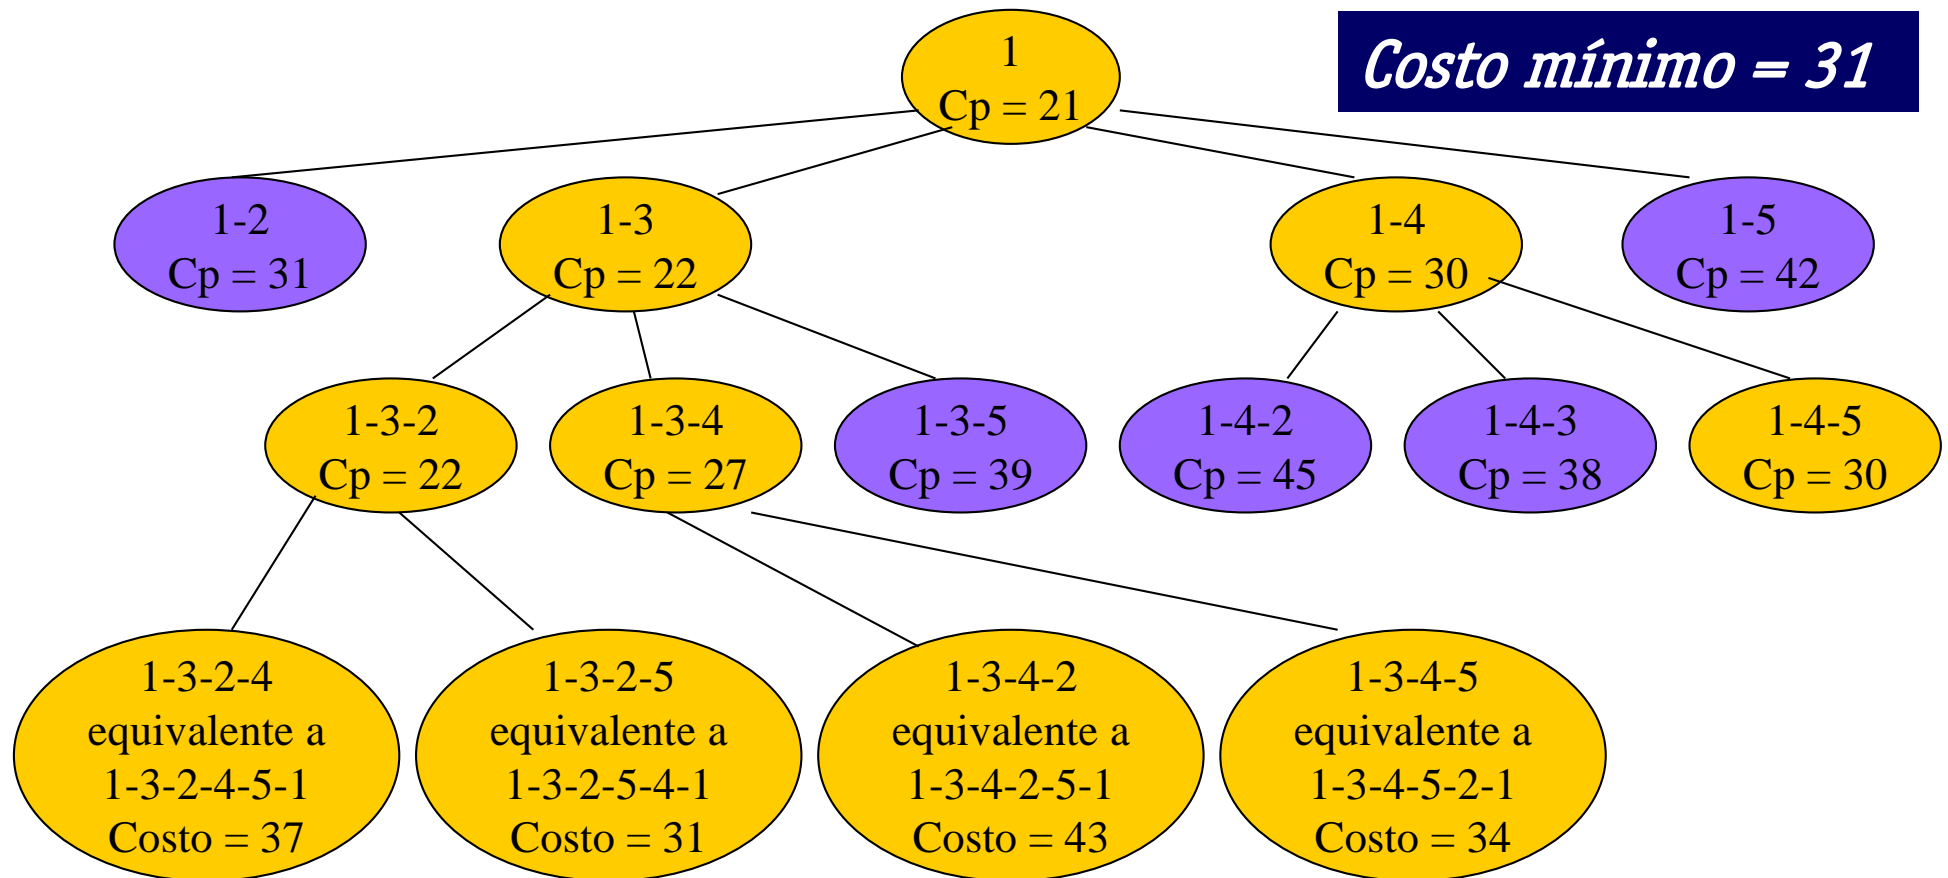 1
Cp = 21
Costo mínimo = 31
1-2
Cp = 31
1-3
Cp = 22
1-4
Cp = 30
1-5
Cp = 42
1-3-2
Cp = 22
1-3-4
Cp = 27
1-3-5
Cp = 39
1-4-2
Cp = 45
1-4-3
Cp = 38
1-4-5
Cp = 30
1-3-2-4
equivalente a
1-3-2-4-5-1
Costo = 37
1-3-2-5
equivalente a
1-3-2-5-4-1
Costo = 31
1-3-4-2
equivalente a
1-3-4-2-5-1
Costo = 43
1-3-4-5
equivalente a
1-3-4-5-2-1
Costo = 34